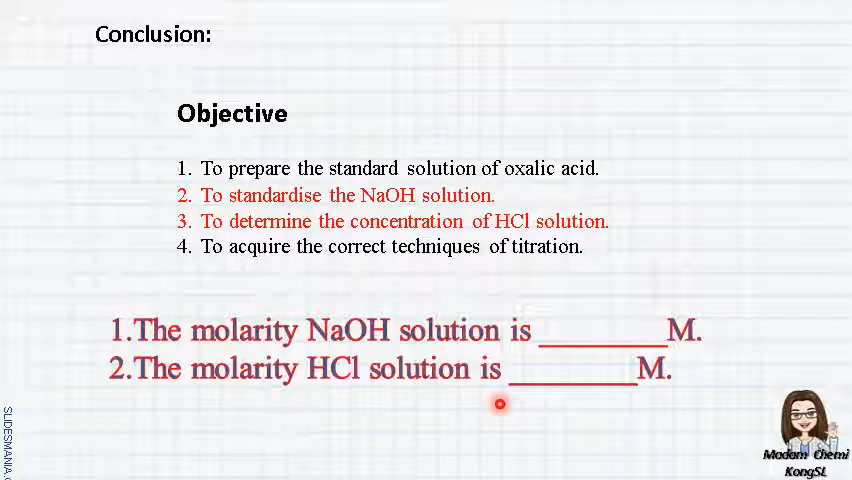 Conclusion:
Objective
1. To prepare the standard solution of oxalic acid.
2. To standardise the NaOH solution.
3. To determine the concentration of HCl solution.
4. To acquire the correct techniques of titration.
1.The molarity NaOH solution is ________M.
2.The molarity HCl solution is ________M.
SLIDESMANIA.C
Madam Chemi
KongSL